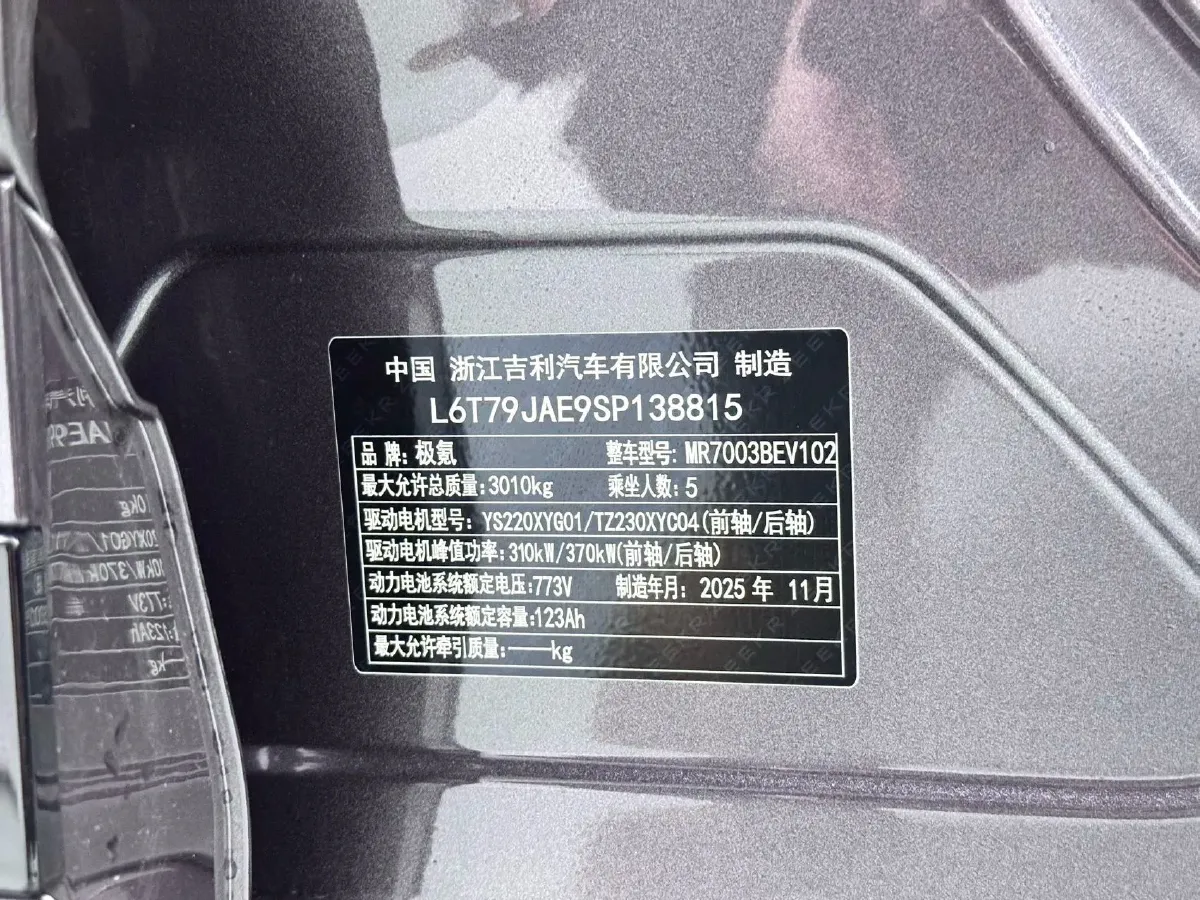 中国 浙江吉利汽车有限公司 制造
L6T79JAE9SP138815
品 牌: 极氪 整车型号: MR7003BEV102
最大允许总质量: 3010kg 乘坐人数: 5
驱动电机型号: YS220XYG01/TZ230XYC04(前轴/后轴)
驱动电机峰值功率: 310kW/370kW(前轴/后轴)
动力电池系统额定电压: 773V 制造年月: 2025 年 11月
动力电池系统额定容量: 123Ah
最大允许牵引质量: ——kg